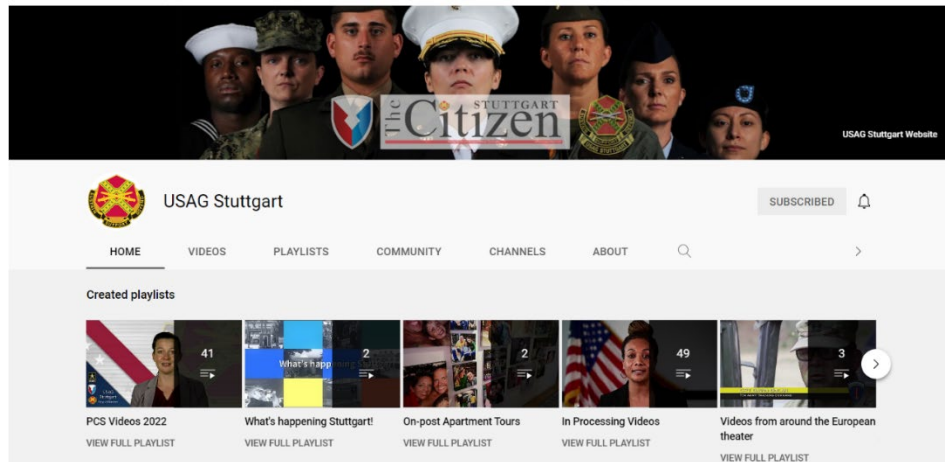 The Stuttgart Citizen
USAG Stuttgart Website
USAG Stuttgart
SUBSCRIBED
HOME VIDEOS PLAYLISTS COMMUNITY CHANNELS ABOUT
Created playlists
41 What's happ 2 2 49 3
PCS Videos 2022 What's happening Stuttgart! On-post Apartment Tours In Processing Videos Videos from around the European
theater
VIEW FULL PLAYLIST VIEW FULL PLAYLIST VIEW FULL PLAYLIST VIEW FULL PLAYLIST
VIEW FULL PLAYLIST